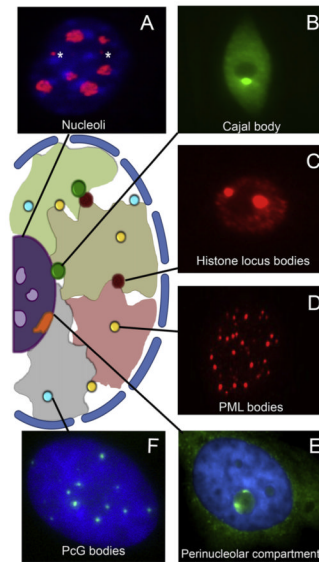 A
* *
Nucleoli
B
Cajal body
C
Histone locus bodies
D
PML bodies
F
PcG bodies
E
Perinucleolar compartment